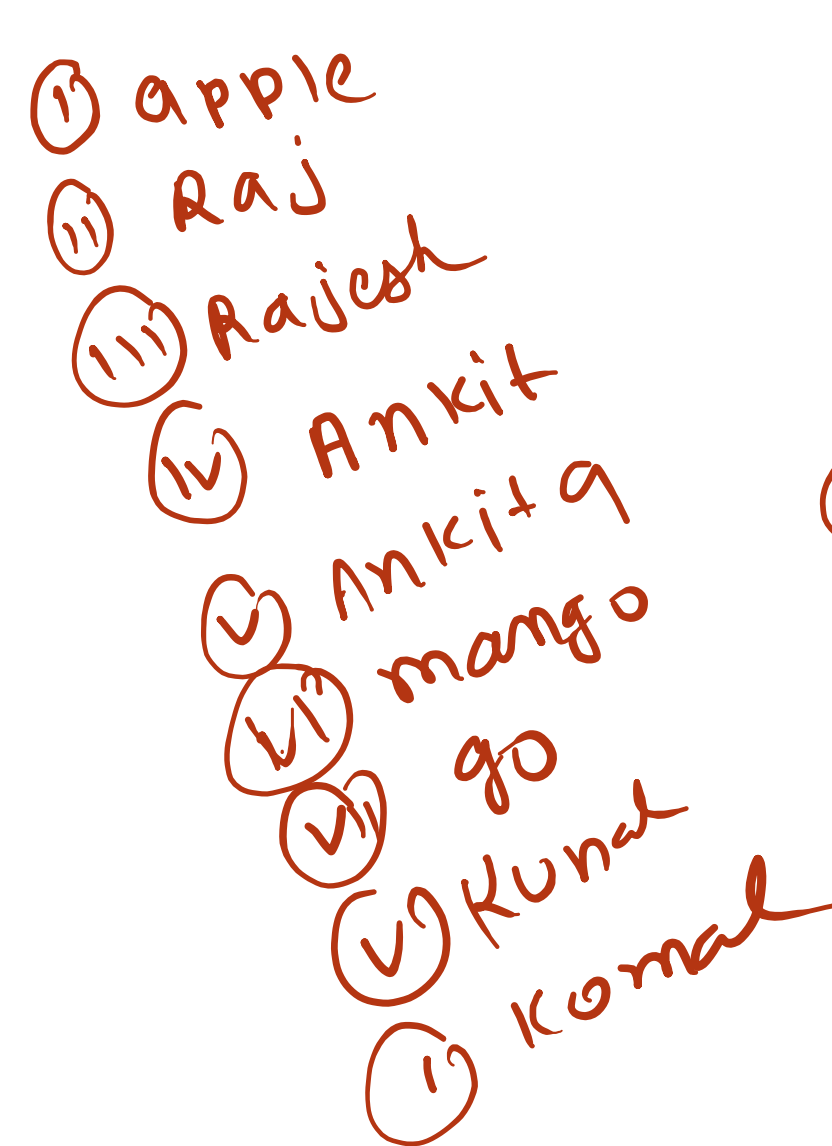 I apple
II Raj
III Rajesh
IV Ankit
V Ankita
VI mango
VII go
V Kunal
I Komal